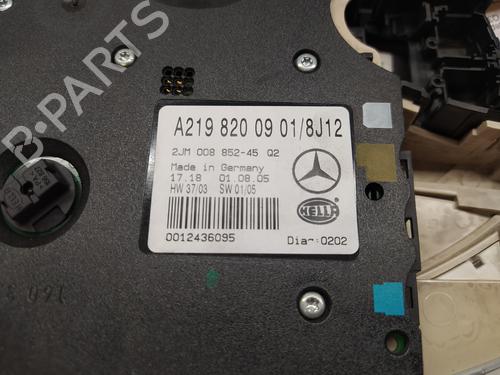 B-PARTS
A219 820 09 01/8J12
2JM 008 852-45 Q2
Made in Germany
17.18 01.08.05
HW 37/03 SW 01/05
HELLA
0012436095 Dia-:0202